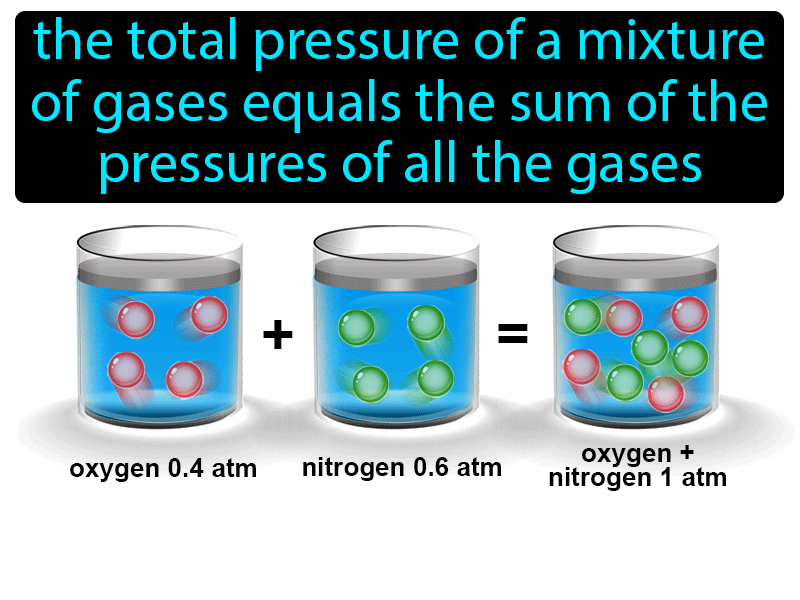 the total pressure of a mixture
of gases equals the sum of the
pressures of all the gases
+
=
oxygen 0.4 atm
nitrogen 0.6 atm
oxygen +
nitrogen 1 atm